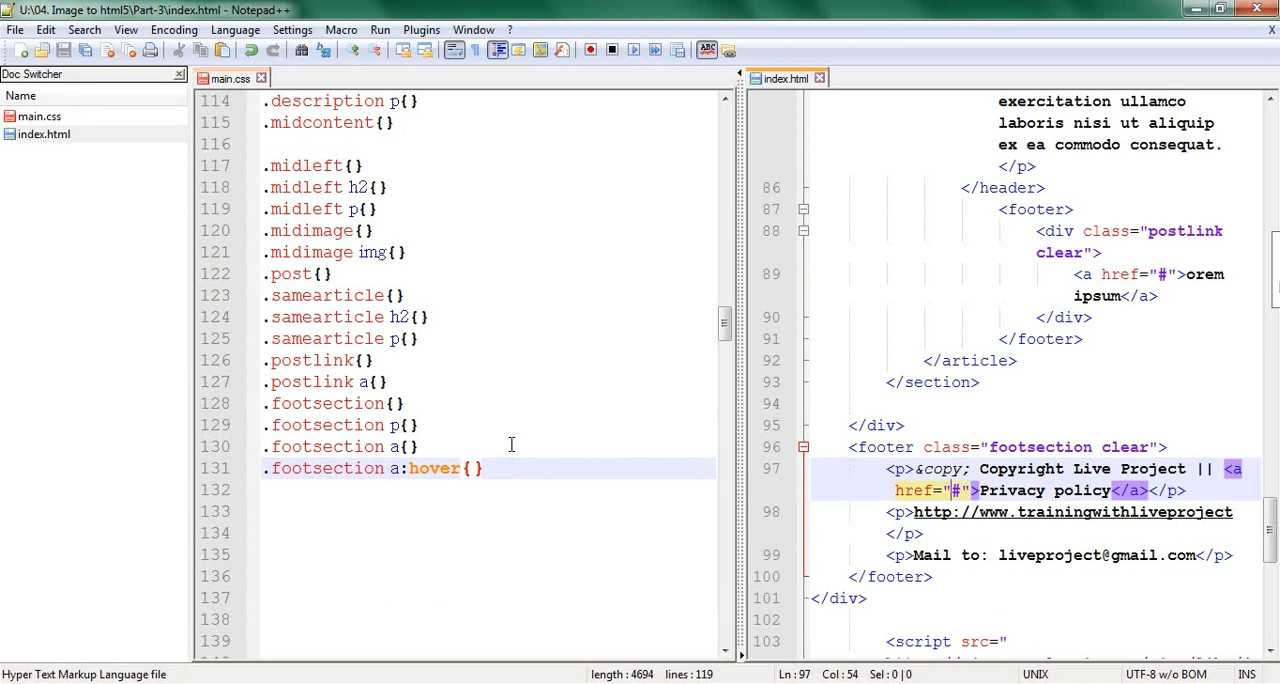 U:\04. Image to html5\Part-3\index.html - Notepad++
File Edit Search View Encoding Language Settings Macro Run Plugins Window ? X
ABC
Doc Switcher
Name
main.css
index.html
main.css
114 .description p{}
115 .midcontent{}
116
117 .midleft{}
118 .midleft h2{}
119 .midleft p{}
120 .midimage{}
121 .midimage img{}
122 .post{}
123 .samearticle{}
124 .samearticle h2{}
125 .samearticle p{}
126 .postlink{}
127 .postlink a{}
128 .footsection{}
129 .footsection p{}
130 .footsection a{}
131 .footsection a:hover{}
132
133
134
135
136
137
138
139
index.html
exercitation ullamco
laboris nisi ut aliquip
ex ea commodo consequat.
</p>
86 </header>
87 <footer>
88 <div class="postlink
clear">
89 <a href="#">orem
ipsum</a>
90 </div>
91 </footer>
92 </article>
93 </section>
94
95 </div>
96 <footer class="footsection clear">
97 <p>&copy; Copyright Live Project || <a
href="#">Privacy policy</a></p>
98 <p>http://www.trainingwithliveproject
</p>
99 <p>Mail to: liveproject@gmail.com</p>
100 </footer>
101 </div>
102
103 <script src="
Hyper Text Markup Language file length : 4694 lines : 119 Ln : 97 Col : 54 Sel : 0 | 0 UNIX UTF-8 w/o BOM INS